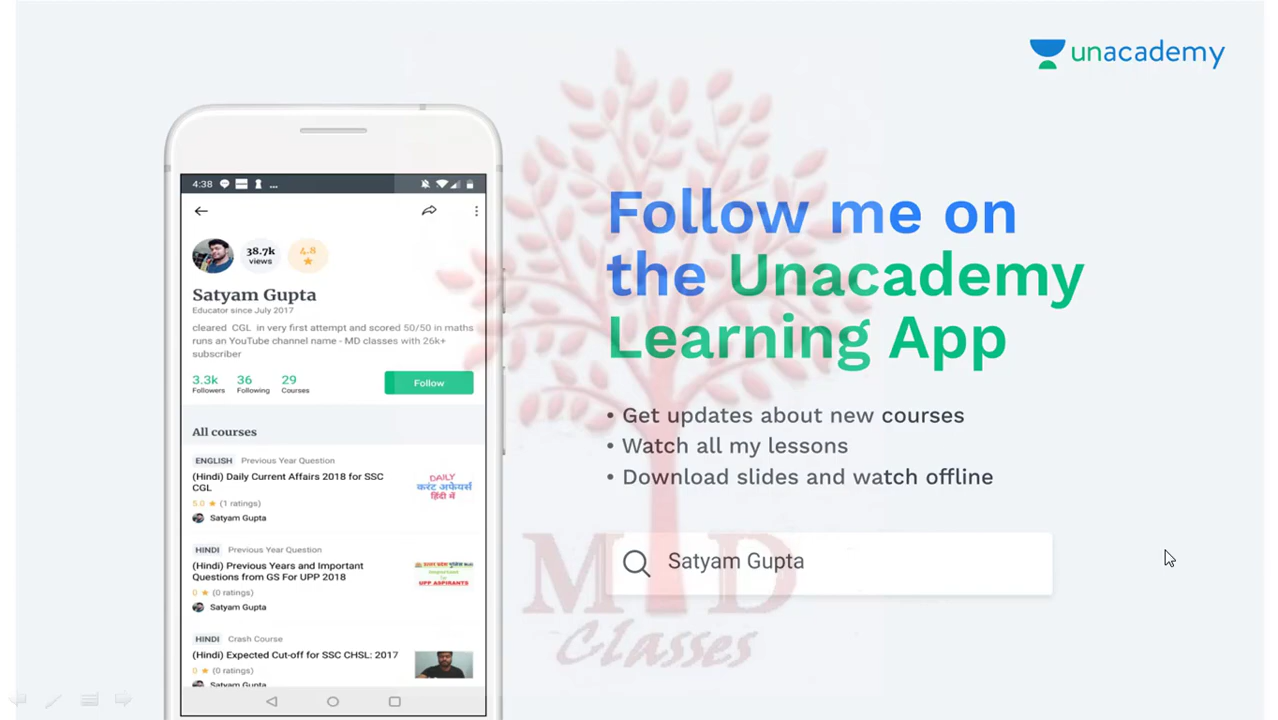 unacademy
4:38
38.7k
views
4.8
Satyam Gupta
Educator since July 2017
cleared CGL in very first attempt and scored 50/50 in maths
runs an YouTube channel name - MD classes with 26k+
subscriber
3.3k
Followers
36
Following
29
Courses
Follow
All courses
ENGLISH Previous Year Question
(Hindi) Daily Current Affairs 2018 for SSC
CGL
5.0 ★ (1 ratings)
Satyam Gupta
DAILY
करंट अफेयर्स
हिंदी में
HINDI Previous Year Question
(Hindi) Previous Years and Important
Questions from GS For UPP 2018
0 ★ (0 ratings)
Satyam Gupta
UPP ASPIRANTS
HINDI Crash Course
(Hindi) Expected Cut-off for SSC CHSL: 2017
0 ★ (0 ratings)
Satyam Gupta
Follow me on
the Unacademy
Learning App
• Get updates about new courses
• Watch all my lessons
• Download slides and watch offline
Satyam Gupta
MD
Classes